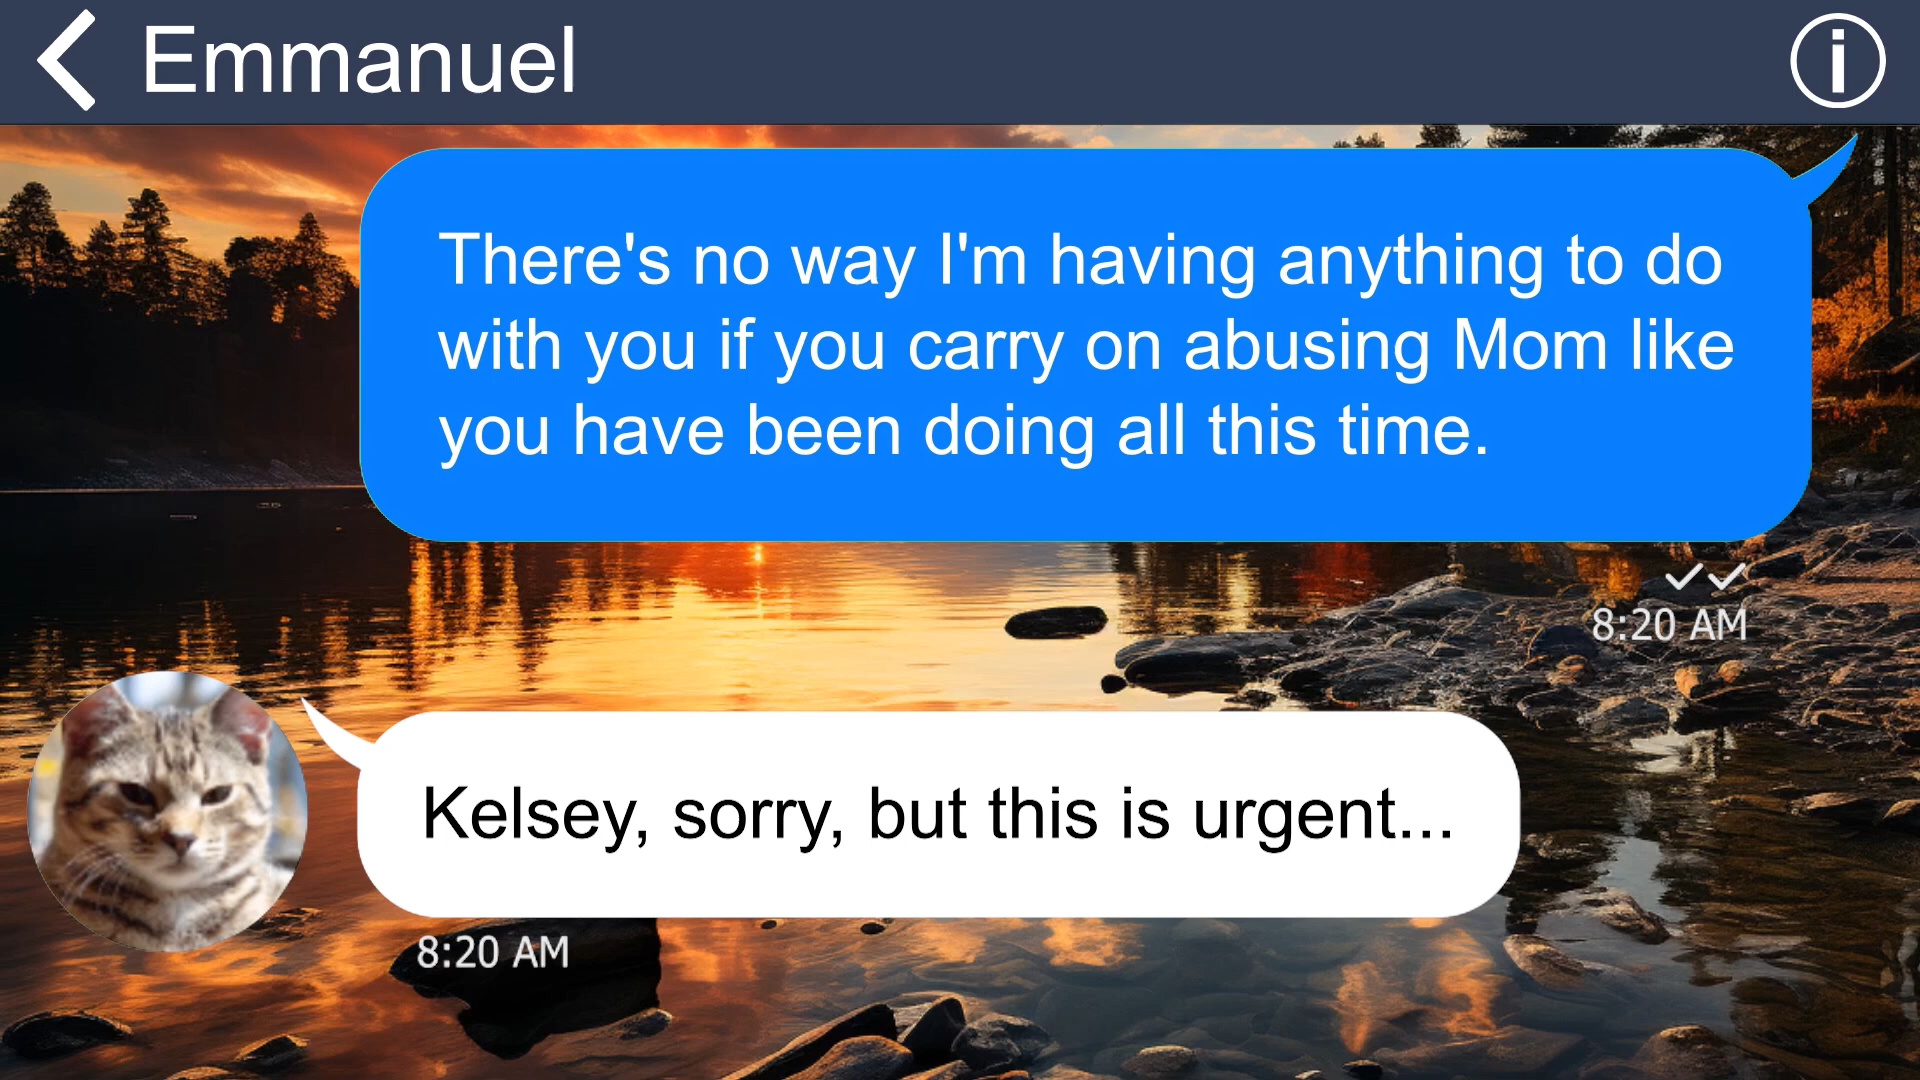 Emmanuel
There's no way I'm having anything to do
with you if you carry on abusing Mom like
you have been doing all this time.
8:20 AM
Kelsey, sorry, but this is urgent...
8:20 AM